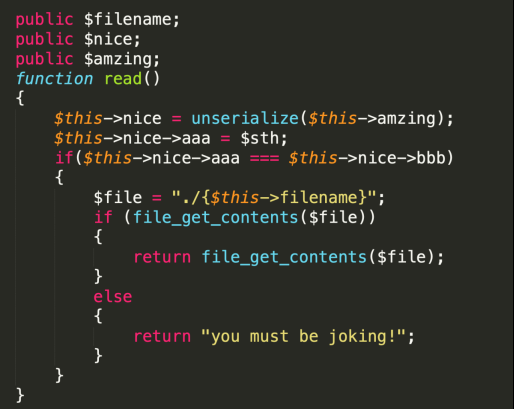 public $filename;
public $nice;
public $amzing;
function read()
{
    $this->nice = unserialize($this->amzing);
    $this->nice->aaa = $sth;
    if($this->nice->aaa === $this->nice->bbb)
    {
        $file = "./{$this->filename}";
        if (file_get_contents($file))
        {
            return file_get_contents($file);
        }
        else
        {
            return "you must be joking!";
        }
    }
}